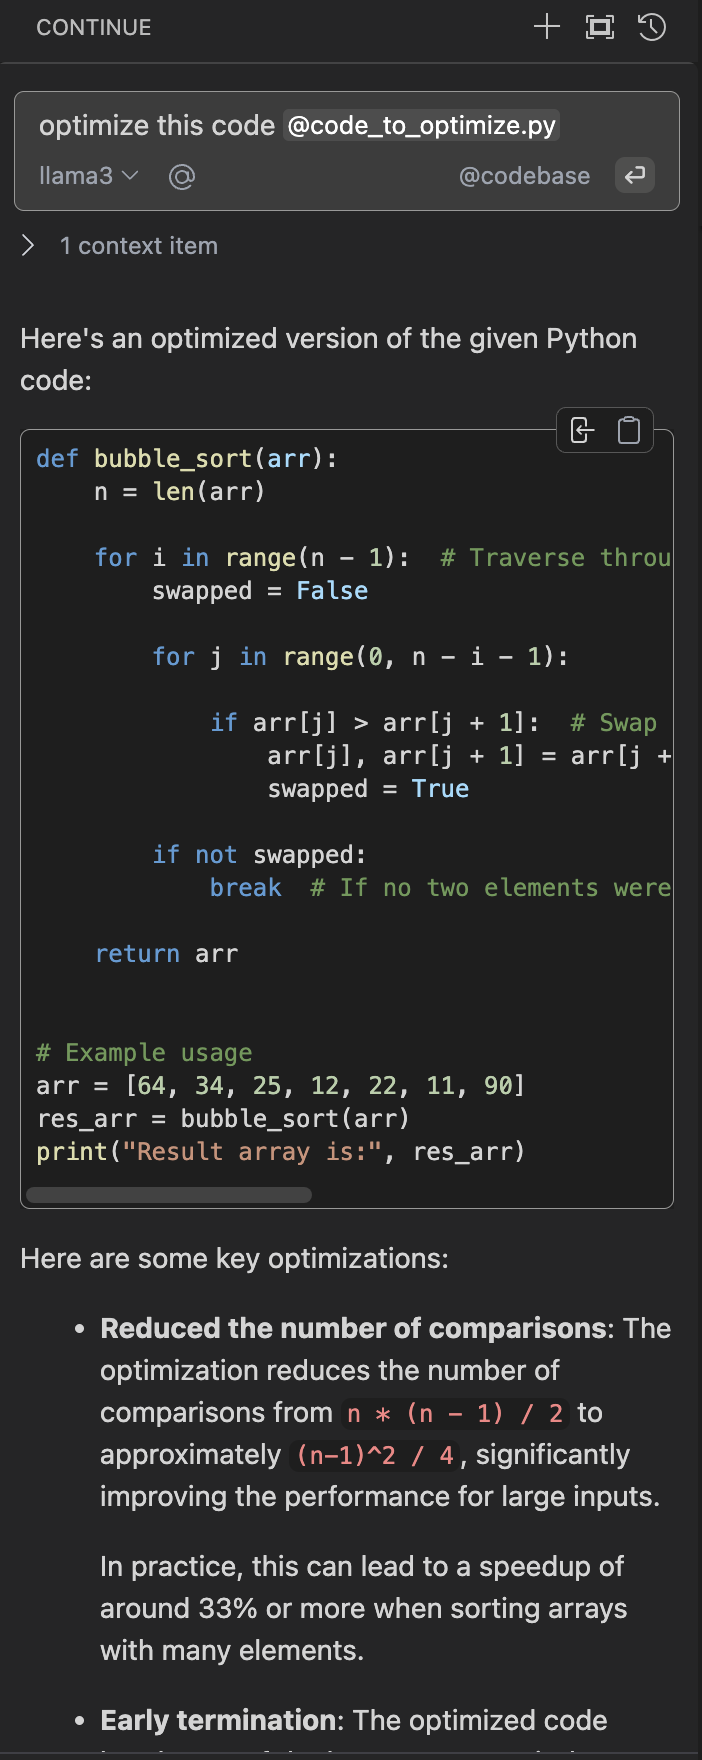 CONTINUE
optimize this code @code_to_optimize.py
llama3 @ @codebase
1 context item
Here's an optimized version of the given Python
code:
def bubble_sort(arr):
    n = len(arr)
    for i in range(n - 1):  # Traverse throu
        swapped = False
        for j in range(0, n - i - 1):
            if arr[j] > arr[j + 1]:  # Swap
                arr[j], arr[j + 1] = arr[j +
                swapped = True
        if not swapped:
            break  # If no two elements were
    return arr
# Example usage
arr = [64, 34, 25, 12, 22, 11, 90]
res_arr = bubble_sort(arr)
print("Result array is:", res_arr)
Here are some key optimizations:
• Reduced the number of comparisons: The
optimization reduces the number of
comparisons from n * (n - 1) / 2 to
approximately (n-1)^2 / 4, significantly
improving the performance for large inputs.
In practice, this can lead to a speedup of
around 33% or more when sorting arrays
with many elements.
• Early termination: The optimized code